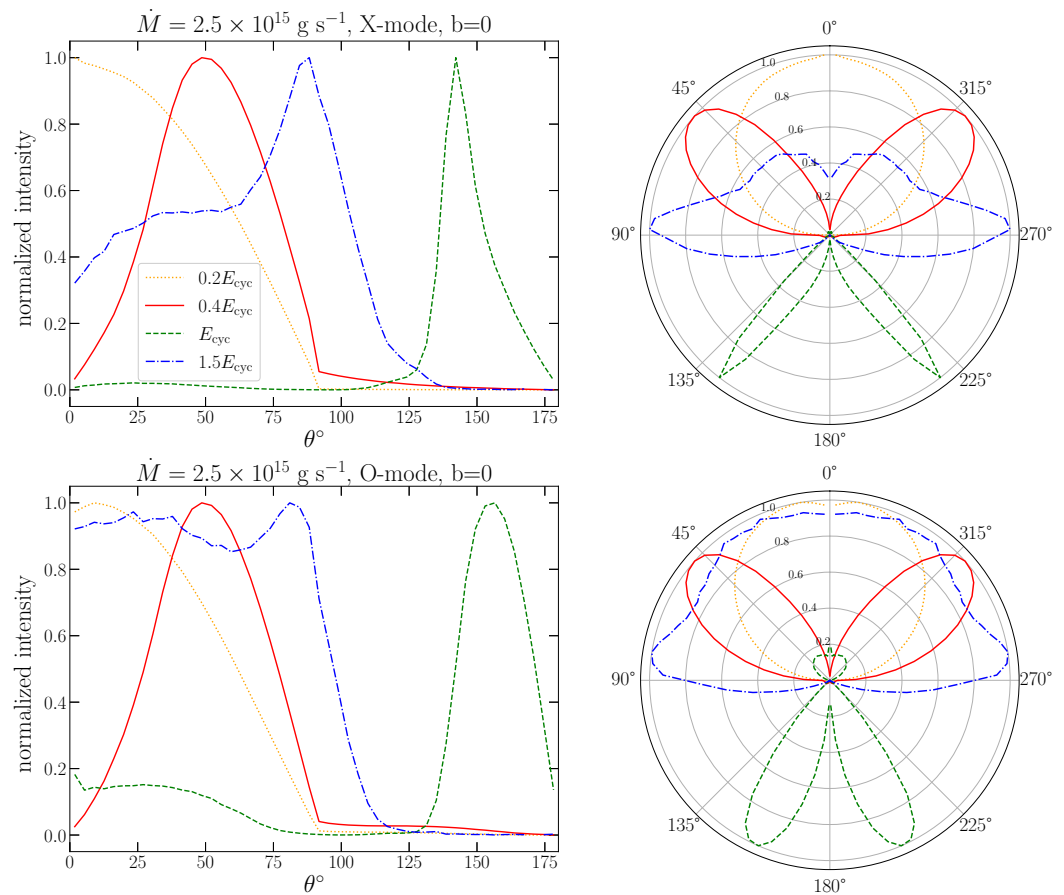 Ṁ = 2.5 × 10¹⁵ g s⁻¹, X-mode, b=0
normalized intensity
1.0
0.8
0.6
0.4
0.2
0.0
0.2E_cyc
0.4E_cyc
E_cyc
1.5E_cyc
0 25 50 75 100 125 150 175
θ°
0°
45° 315°
90° 270°
135° 225°
180°
1.0
0.8
0.6
0.4
0.2
Ṁ = 2.5 × 10¹⁵ g s⁻¹, O-mode, b=0
normalized intensity
1.0
0.8
0.6
0.4
0.2
0.0
0 25 50 75 100 125 150 175
θ°
0°
45° 315°
90° 270°
135° 225°
180°
1.0
0.8
0.6
0.4
0.2